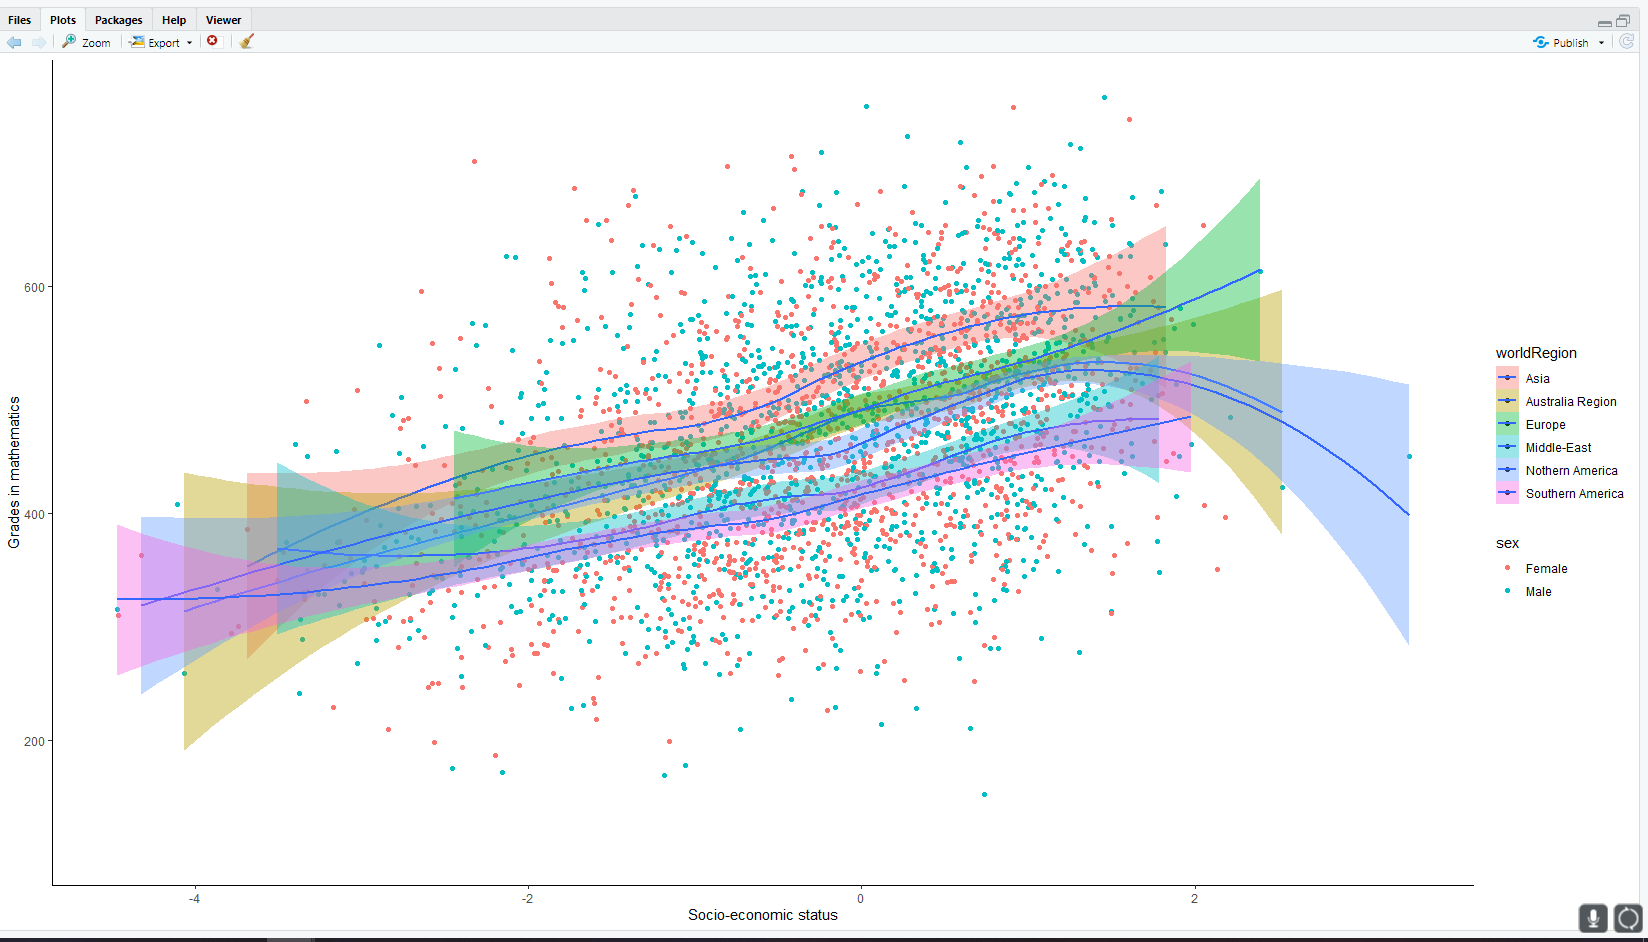 Files Plots Packages Help Viewer
Zoom Export Publish
Grades in mathematics
600
400
200
-4 -2 0 2
Socio-economic status
worldRegion
Asia
Australia Region
Europe
Middle-East
Nothern America
Southern America
sex
Female
Male